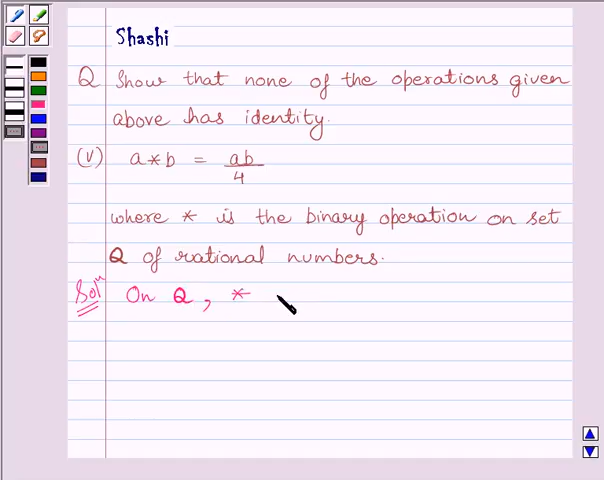 Shashi
Q Show that none of the operations given
above has identity.
(V) a * b = ab/4
where * is the binary operation on set
Q of rational numbers.
Solⁿ On Q, *